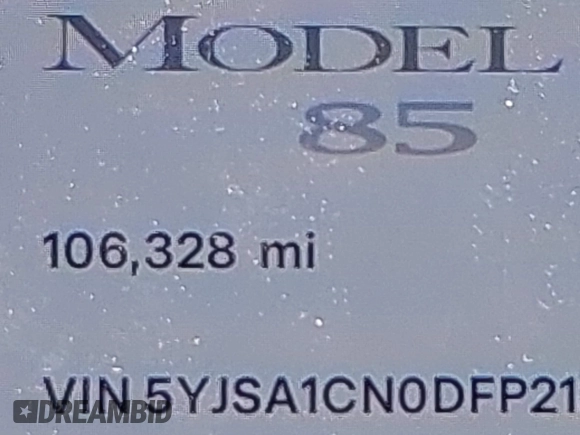 MODEL
85
106,328 mi
VIN 5YJSA1CN0DFP21
DREAMBID